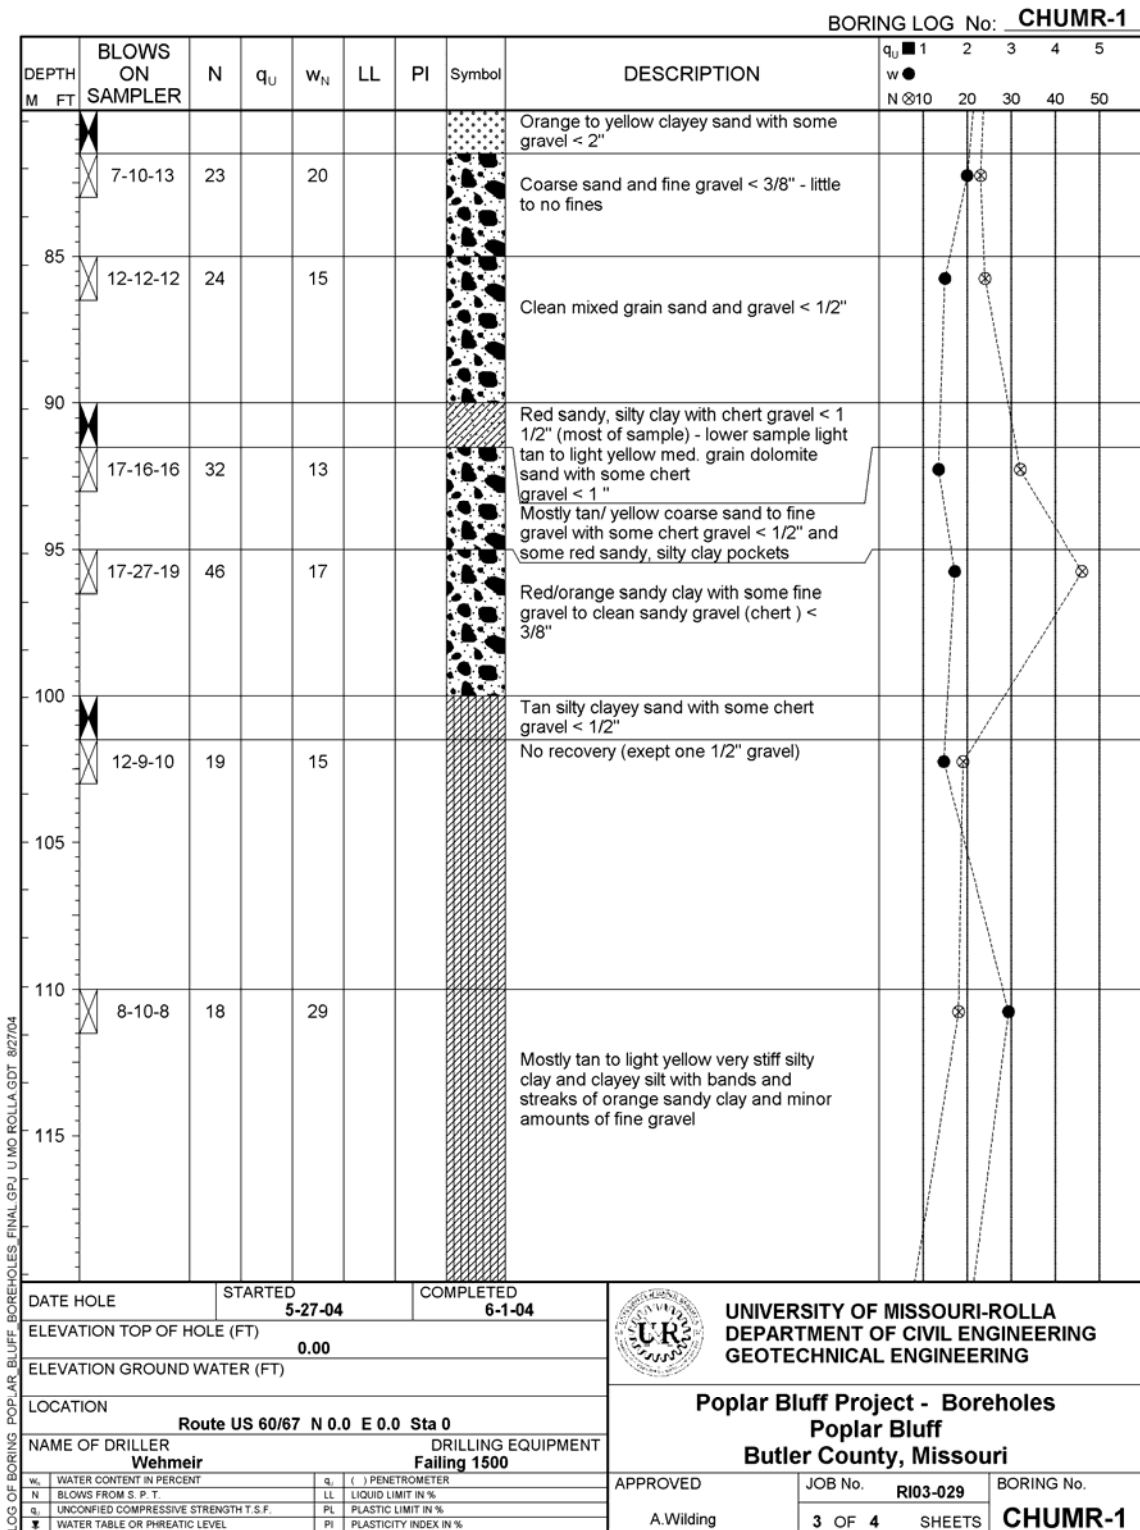 BORING LOG No: CHUMR-1
DEPTH
M FT
BLOWS
ON
SAMPLER
N
qU
wN
LL
PI
Symbol
DESCRIPTION
qU ■ 1 2 3 4 5
w ●
N ⊗ 10 20 30 40 50
Orange to yellow clayey sand with some
gravel < 2"
7-10-13 23 20
Coarse sand and fine gravel < 3/8" - little
to no fines
85
12-12-12 24 15
Clean mixed grain sand and gravel < 1/2"
90
Red sandy, silty clay with chert gravel < 1
1/2" (most of sample) - lower sample light
tan to light yellow med. grain dolomite
17-16-16 32 13
sand with some chert
gravel < 1 "
Mostly tan/ yellow coarse sand to fine
gravel with some chert gravel < 1/2" and
95
some red sandy, silty clay pockets
17-27-19 46 17
Red/orange sandy clay with some fine
gravel to clean sandy gravel (chert ) <
3/8"
100
Tan silty clayey sand with some chert
gravel < 1/2"
No recovery (exept one 1/2" gravel)
12-9-10 19 15
105
110
8-10-8 18 29
Mostly tan to light yellow very stiff silty
clay and clayey silt with bands and
streaks of orange sandy clay and minor
amounts of fine gravel
115
LOG OF BORING POPLAR_BLUFF_BOREHOLES_FINAL.GPJ U MO ROLLA.GDT 8/27/04
DATE HOLE
STARTED
5-27-04
COMPLETED
6-1-04
ELEVATION TOP OF HOLE (FT)
0.00
ELEVATION GROUND WATER (FT)
LOCATION
Route US 60/67 N 0.0 E 0.0 Sta 0
NAME OF DRILLER
Wehmeir
DRILLING EQUIPMENT
Failing 1500
wN WATER CONTENT IN PERCENT
qU ( ) PENETROMETER
N BLOWS FROM S. P. T.
LL LIQUID LIMIT IN %
qU UNCONFIED COMPRESSIVE STRENGTH T.S.F.
PL PLASTIC LIMIT IN %
WATER TABLE OR PHREATIC LEVEL
PI PLASTICITY INDEX IN %
UR
UNIVERSITY OF MISSOURI-ROLLA
DEPARTMENT OF CIVIL ENGINEERING
GEOTECHNICAL ENGINEERING
Poplar Bluff Project - Boreholes
Poplar Bluff
Butler County, Missouri
APPROVED
A.Wilding
JOB No. RI03-029
3 OF 4 SHEETS
BORING No.
CHUMR-1